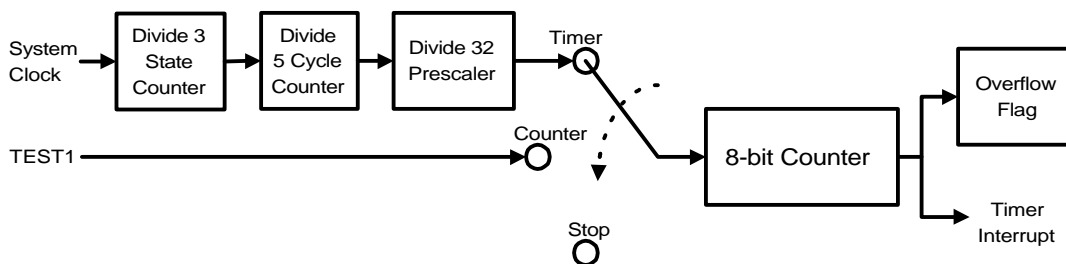 System
Clock
Divide 3
State
Counter
Divide
5 Cycle
Counter
Divide 32
Prescaler
Timer
Counter
TEST1
Stop
8-bit Counter
Overflow
Flag
Timer
Interrupt